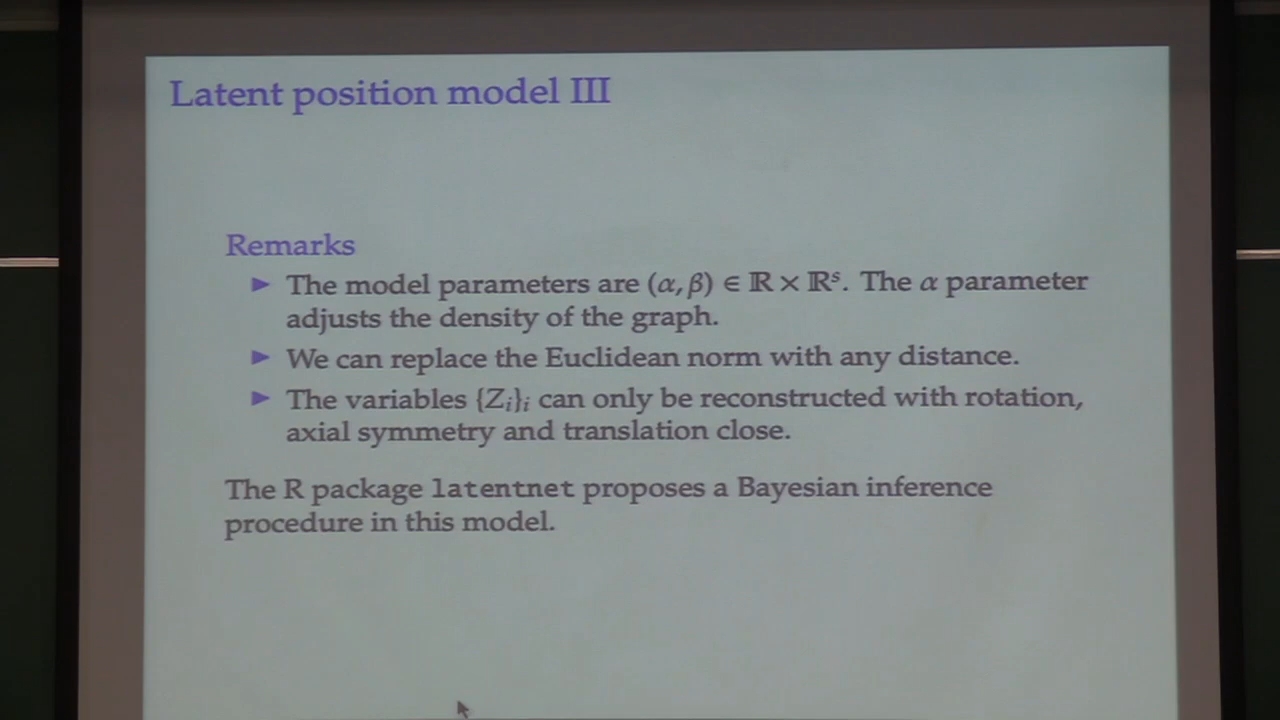 Latent position model III
Remarks
▶ The model parameters are (α, β) ∈ ℝ × ℝˢ. The α parameter
adjusts the density of the graph.
▶ We can replace the Euclidean norm with any distance.
▶ The variables {Zᵢ}ᵢ can only be reconstructed with rotation,
axial symmetry and translation close.
The R package latentnet proposes a Bayesian inference
procedure in this model.